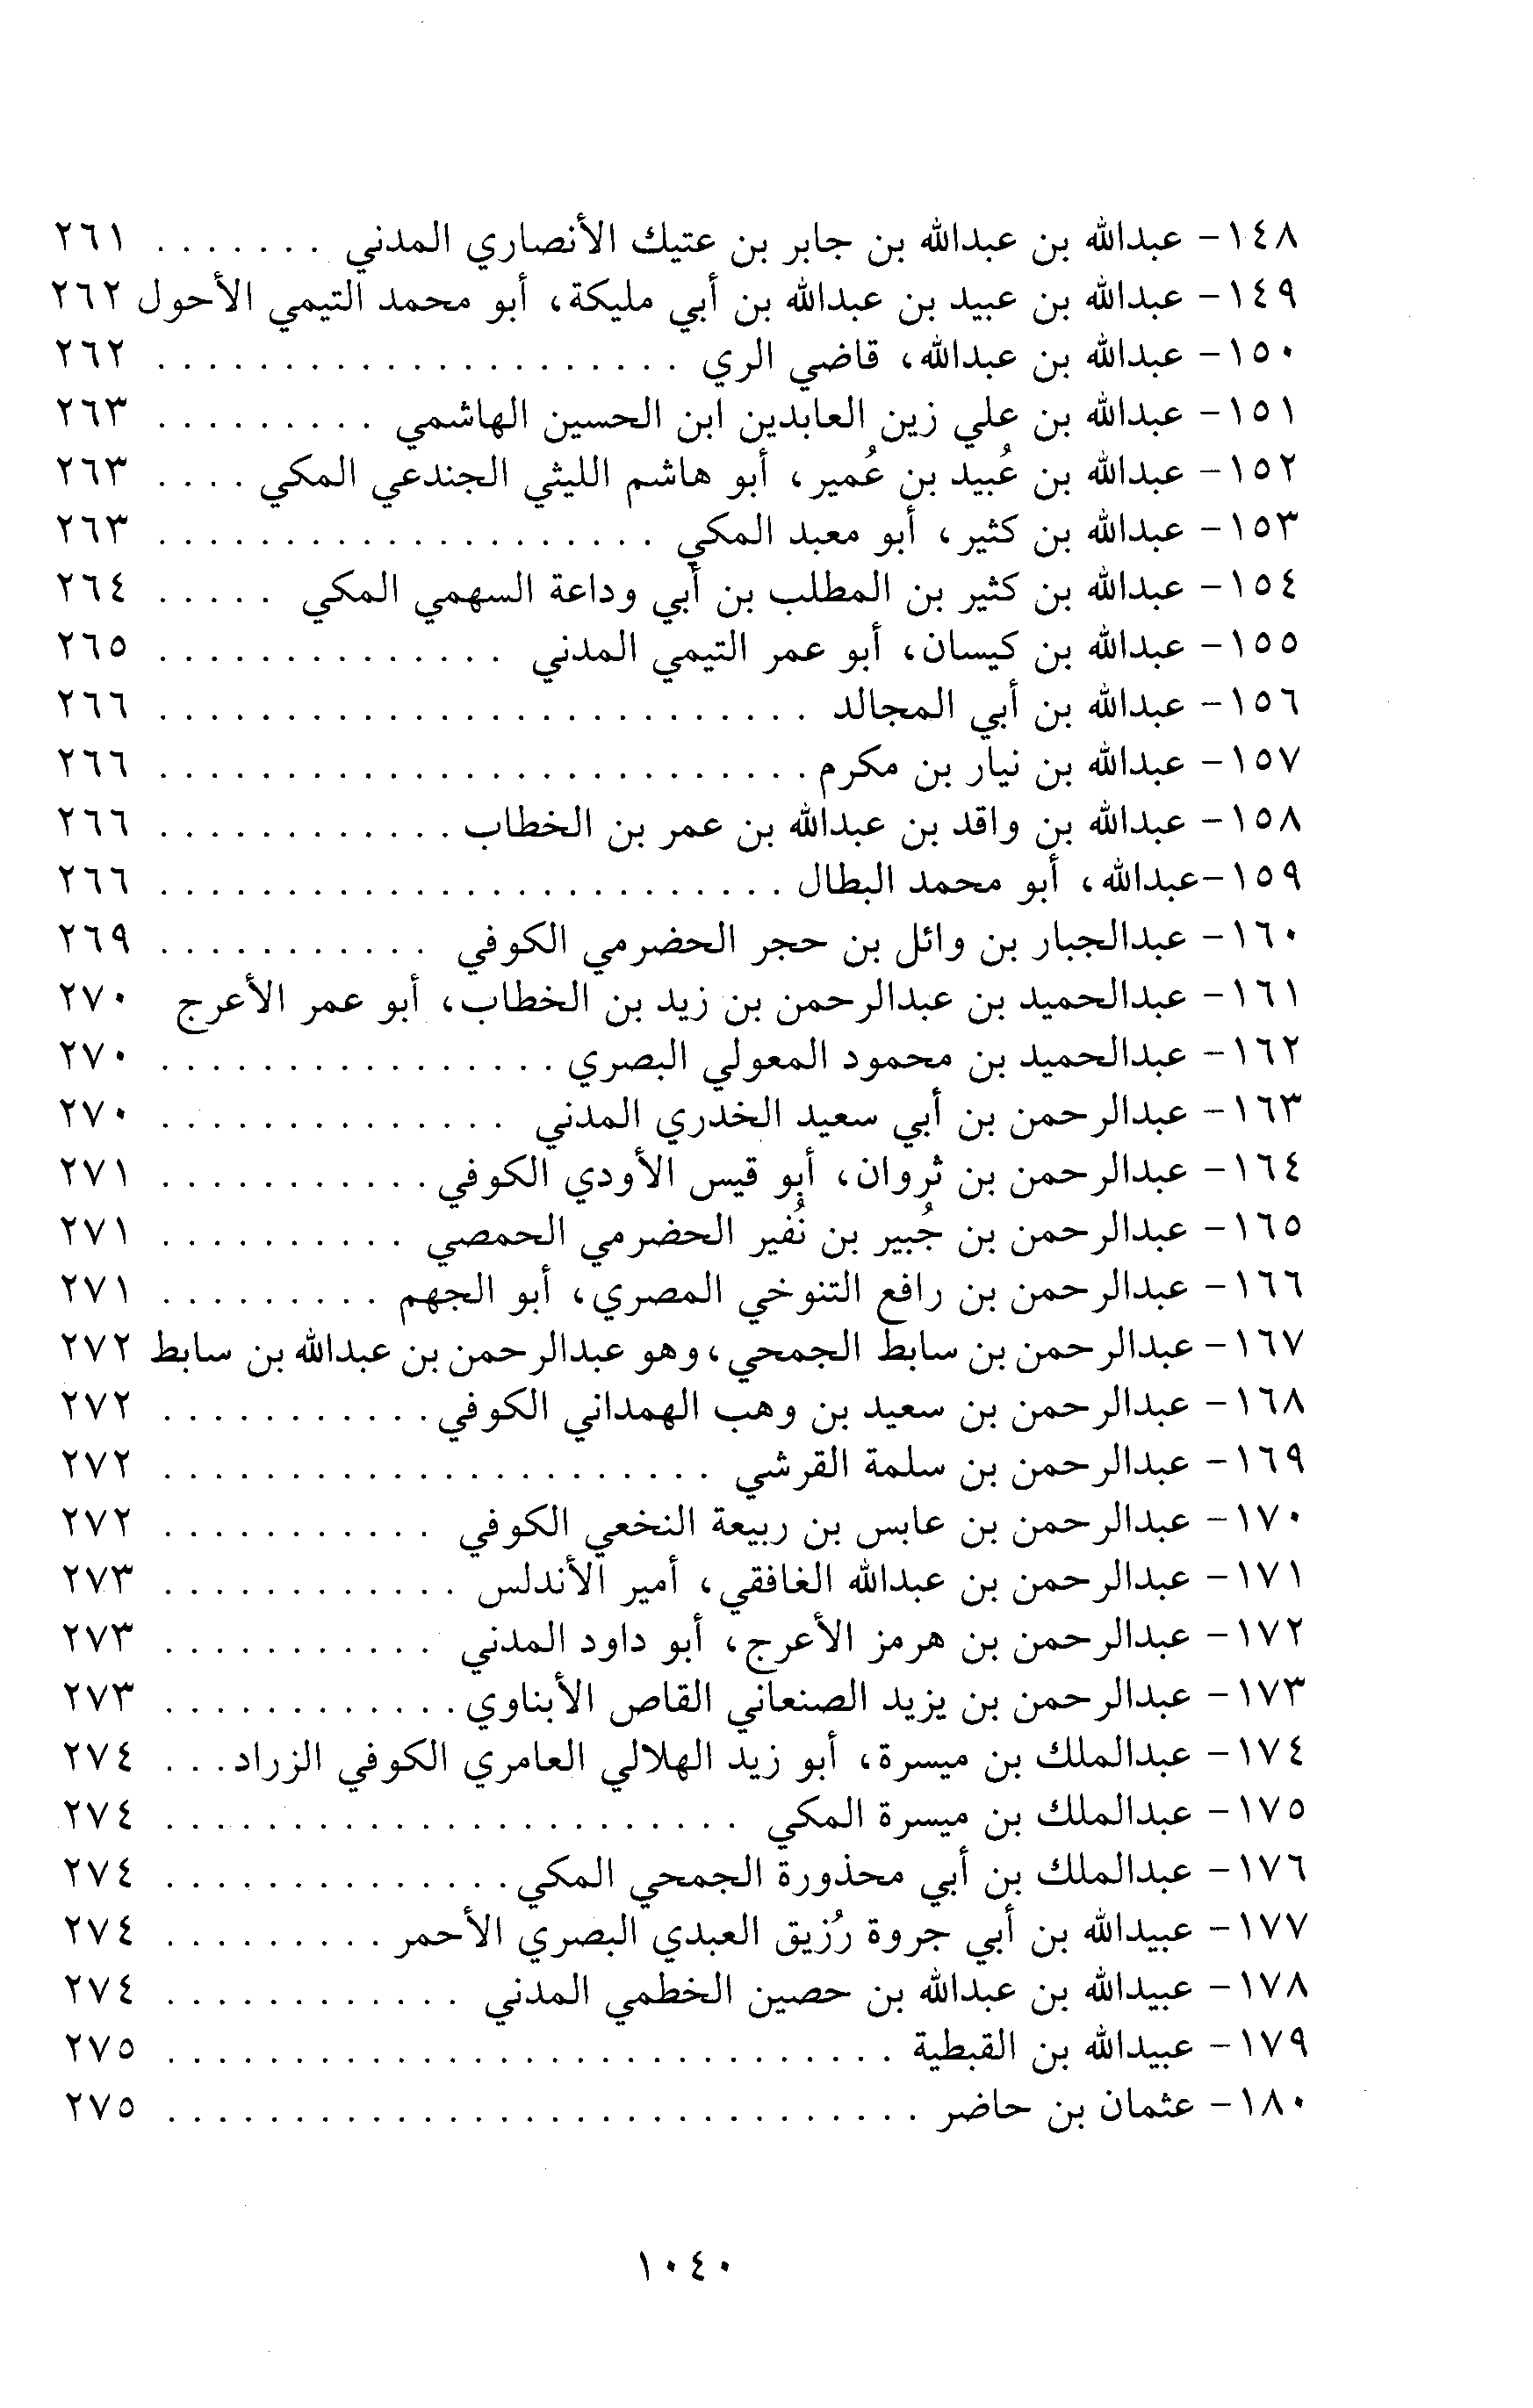 ١٤٨- عبدالله بن عبدالله بن جابر بن عتيك الأنصاري المدني . . . . . . . ٢٦١
١٤٩- عبدالله بن عبيد بن عبدالله بن أبي مليكة، أبو محمد التيمي الأحول ٢٦٢
١٥٠- عبدالله بن عبدالله، قاضي الري . . . . . . . . . . . . . . . . . . . . . ٢٦٢
١٥١- عبدالله بن علي زين العابدين ابن الحسين الهاشمي . . . . . . . . . ٢٦٣
١٥٢- عبدالله بن عُبيد بن عُمير، أبو هاشم الليثي الجندعي المكي . . . . ٢٦٣
١٥٣- عبدالله بن كثير، أبو معبد المكي . . . . . . . . . . . . . . . . . . . . ٢٦٣
١٥٤- عبدالله بن كثير بن المطلب بن أبي وداعة السهمي المكي . . . . . ٢٦٤
١٥٥- عبدالله بن كيسان، أبو عمر التيمي المدني . . . . . . . . . . . . . . ٢٦٥
١٥٦- عبدالله بن أبي المجالد . . . . . . . . . . . . . . . . . . . . . . . . . . ٢٦٦
١٥٧- عبدالله بن نيار بن مكرم . . . . . . . . . . . . . . . . . . . . . . . . . . ٢٦٦
١٥٨- عبدالله بن واقد بن عبدالله بن عمر بن الخطاب . . . . . . . . . . . . ٢٦٦
١٥٩-عبدالله، أبو محمد البطال . . . . . . . . . . . . . . . . . . . . . . . . . ٢٦٦
١٦٠- عبدالجبار بن وائل بن حجر الحضرمي الكوفي . . . . . . . . . . . ٢٦٩
١٦١- عبدالحميد بن عبدالرحمن بن زيد بن الخطاب، أبو عمر الأعرج ٢٧٠
١٦٢- عبدالحميد بن محمود المعولي البصري . . . . . . . . . . . . . . . . ٢٧٠
١٦٣- عبدالرحمن بن أبي سعيد الخدري المدني . . . . . . . . . . . . . . ٢٧٠
١٦٤- عبدالرحمن بن ثروان، أبو قيس الأودي الكوفي . . . . . . . . . . . ٢٧١
١٦٥- عبدالرحمن بن جُبير بن نُفير الحضرمي الحمصي . . . . . . . . . . ٢٧١
١٦٦- عبدالرحمن بن رافع التنوخي المصري، أبو الجهم . . . . . . . . . ٢٧١
١٦٧- عبدالرحمن بن سابط الجمحي، وهو عبدالرحمن بن عبدالله بن سابط ٢٧٢
١٦٨- عبدالرحمن بن سعيد بن وهب الهمداني الكوفي . . . . . . . . . . . ٢٧٢
١٦٩- عبدالرحمن بن سلمة القرشي . . . . . . . . . . . . . . . . . . . . . . ٢٧٢
١٧٠- عبدالرحمن بن عابس بن ربيعة النخعي الكوفي . . . . . . . . . . . ٢٧٢
١٧١- عبدالرحمن بن عبدالله الغافقي، أمير الأندلس . . . . . . . . . . . . ٢٧٣
١٧٢- عبدالرحمن بن هرمز الأعرج، أبو داود المدني . . . . . . . . . . . ٢٧٣
١٧٣- عبدالرحمن بن يزيد الصنعاني القاص الأبناوي . . . . . . . . . . . . ٢٧٣
١٧٤- عبدالملك بن ميسرة، أبو زيد الهلالي العامري الكوفي الزراد . . . ٢٧٤
١٧٥- عبدالملك بن ميسرة المكي . . . . . . . . . . . . . . . . . . . . . . . ٢٧٤
١٧٦- عبدالملك بن أبي محذورة الجمحي المكي . . . . . . . . . . . . . . ٢٧٤
١٧٧- عبيدالله بن أبي جروة رُزيق العبدي البصري الأحمر . . . . . . . . . ٢٧٤
١٧٨- عبيدالله بن عبدالله بن حصين الخطمي المدني . . . . . . . . . . . . ٢٧٤
١٧٩- عبيدالله بن القبطية . . . . . . . . . . . . . . . . . . . . . . . . . . . . . ٢٧٥
١٨٠- عثمان بن حاضر . . . . . . . . . . . . . . . . . . . . . . . . . . . . . . ٢٧٥
١٠٤٠